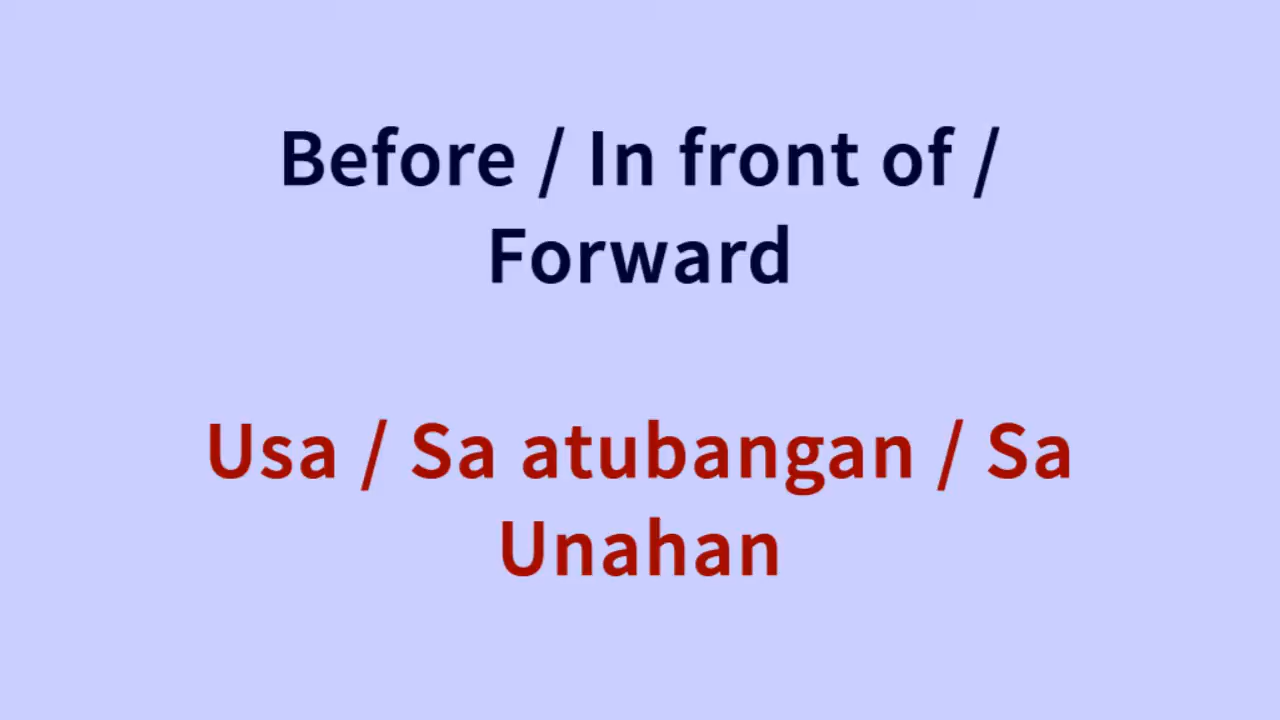 Before / In front of /
Forward
Usa / Sa atubangan / Sa
Unahan